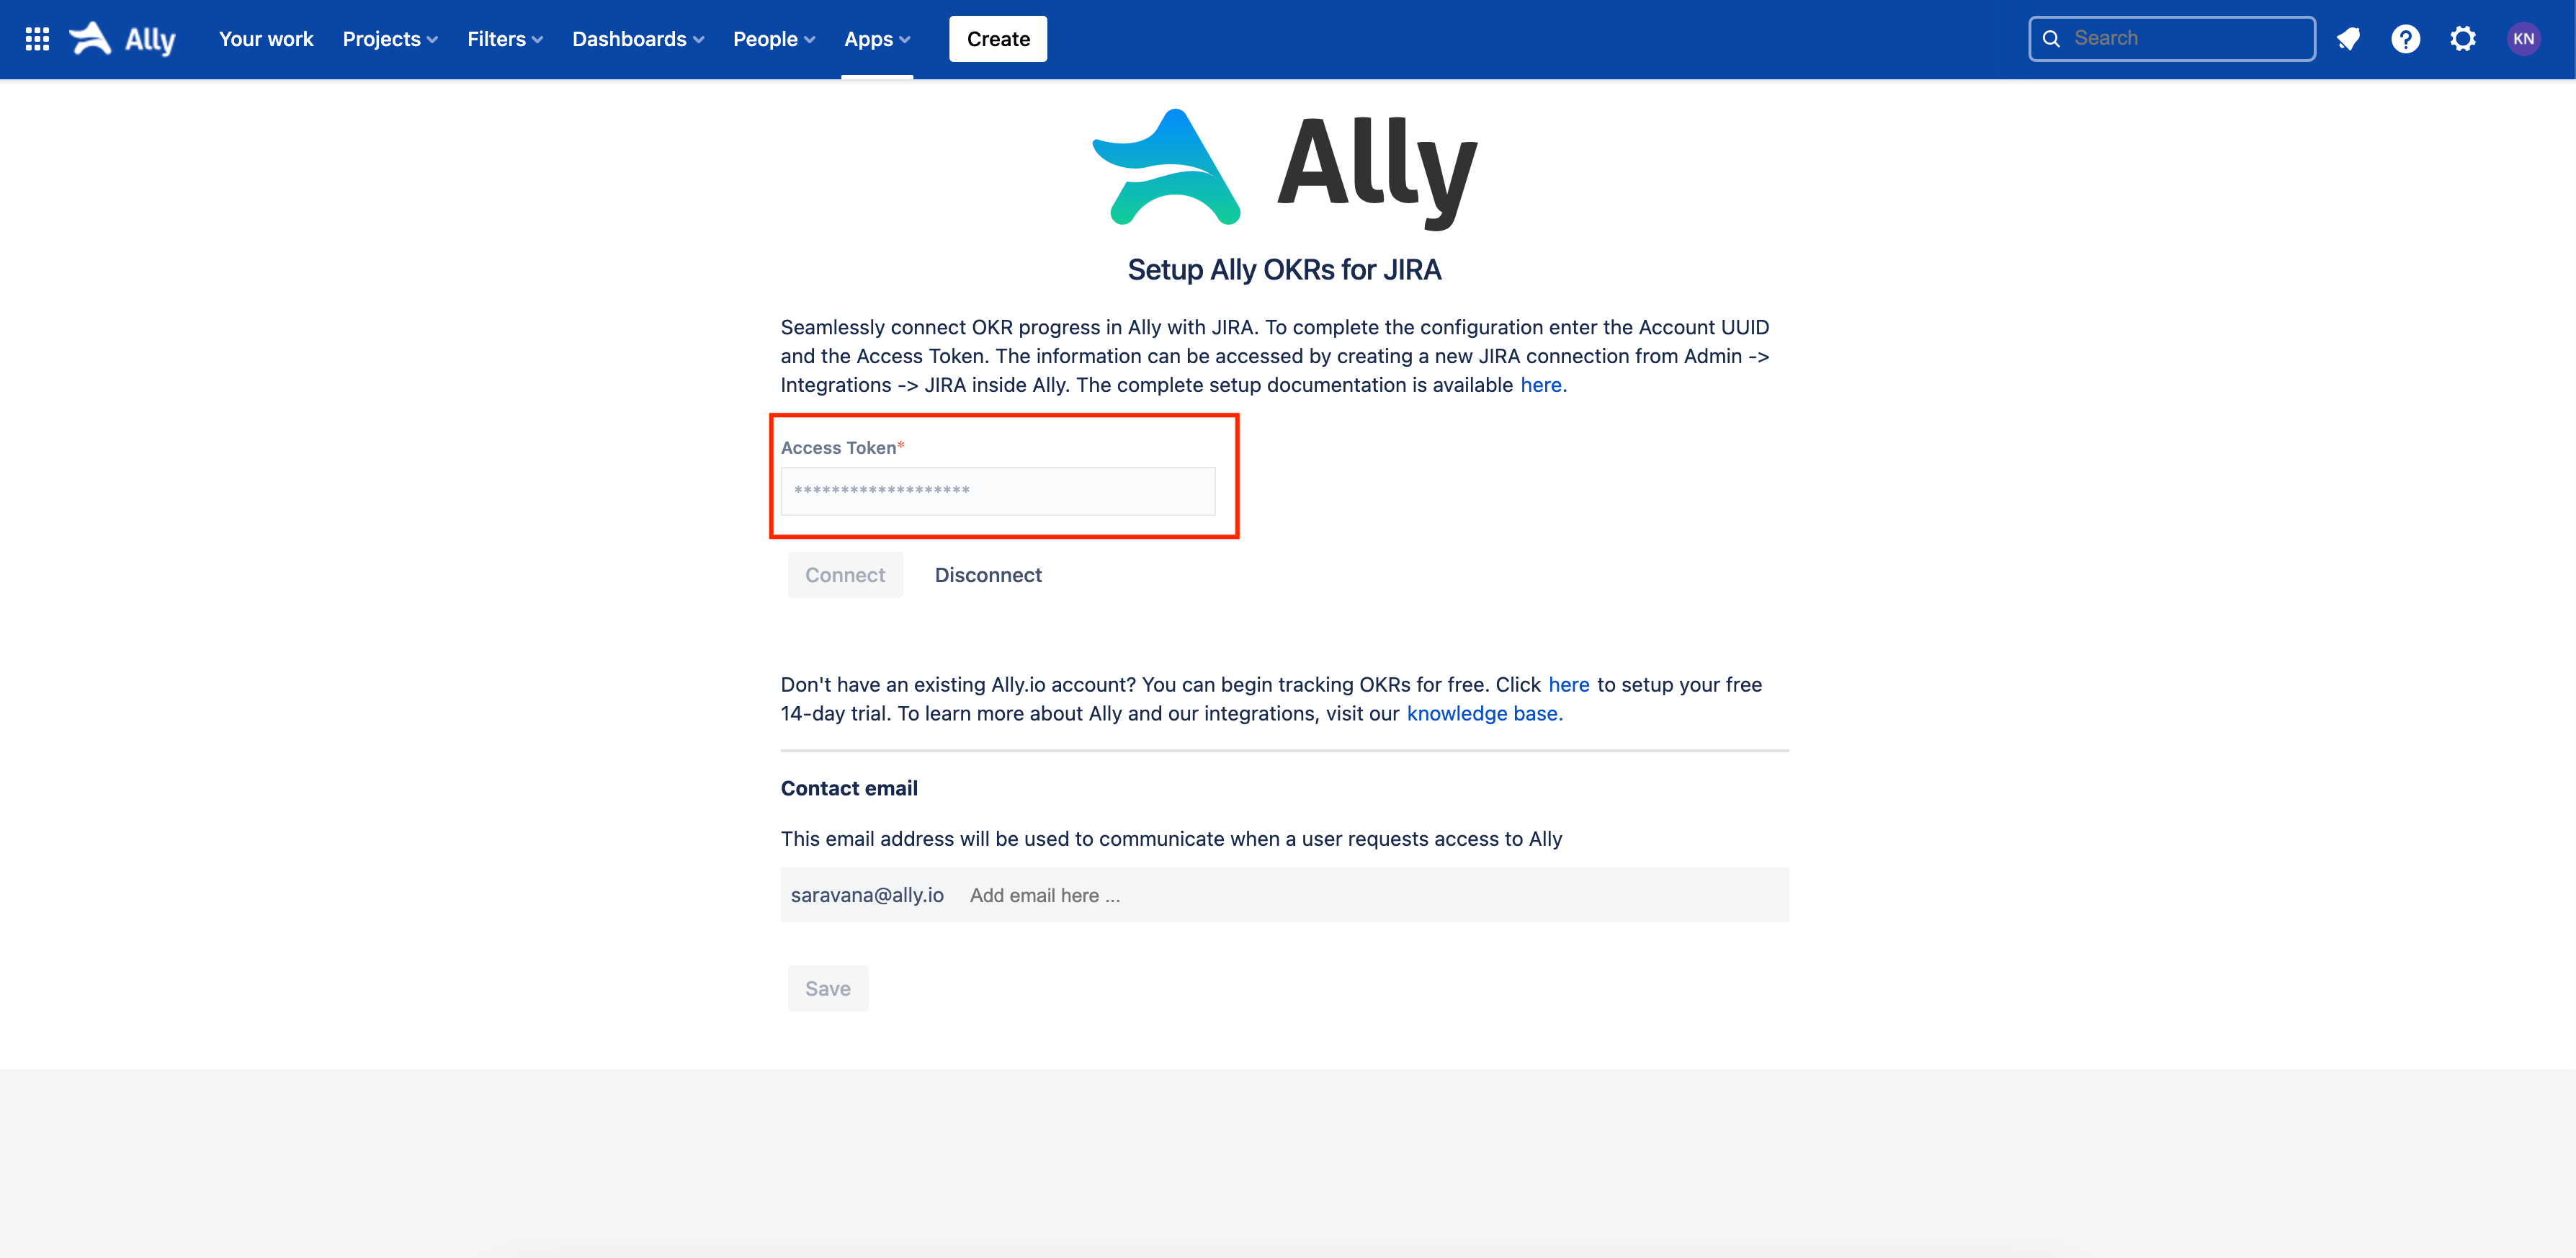 Ally Your work Projects Filters Dashboards People Apps Create Search KN
Ally
Setup Ally OKRs for JIRA
Seamlessly connect OKR progress in Ally with JIRA. To complete the configuration enter the Account UUID
and the Access Token. The information can be accessed by creating a new JIRA connection from Admin ->
Integrations -> JIRA inside Ally. The complete setup documentation is available here.
Access Token*
*******************
Connect Disconnect
Don't have an existing Ally.io account? You can begin tracking OKRs for free. Click here to setup your free
14-day trial. To learn more about Ally and our integrations, visit our knowledge base.
Contact email
This email address will be used to communicate when a user requests access to Ally
saravana@ally.io Add email here ...
Save